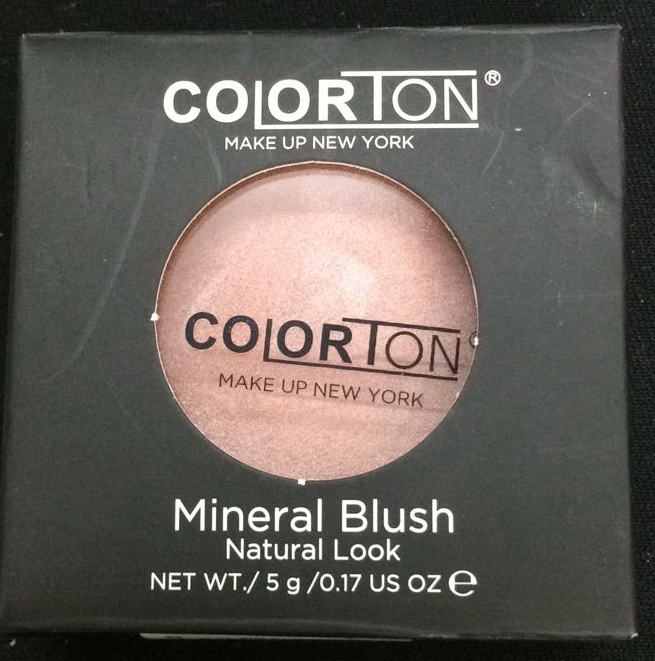 COLORTON®
MAKE UP NEW YORK
COLORTON
MAKE UP NEW YORK
Mineral Blush
Natural Look
NET WT./ 5 g /0.17 US OZ ℮